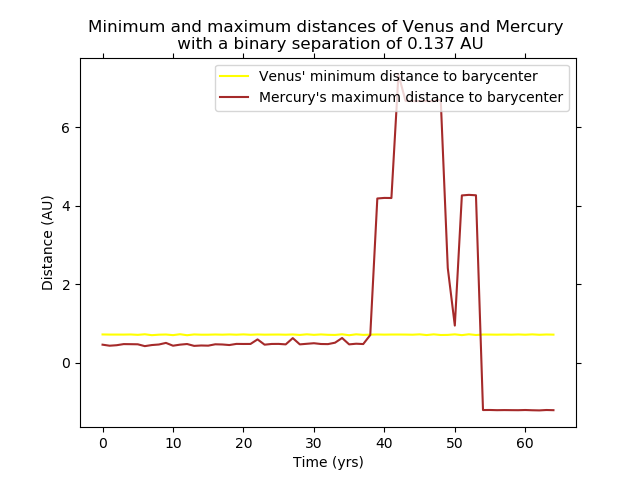 Minimum and maximum distances of Venus and Mercury
with a binary separation of 0.137 AU
Venus' minimum distance to barycenter
Mercury's maximum distance to barycenter
6
4
2
0
Distance (AU)
0 10 20 30 40 50 60
Time (yrs)